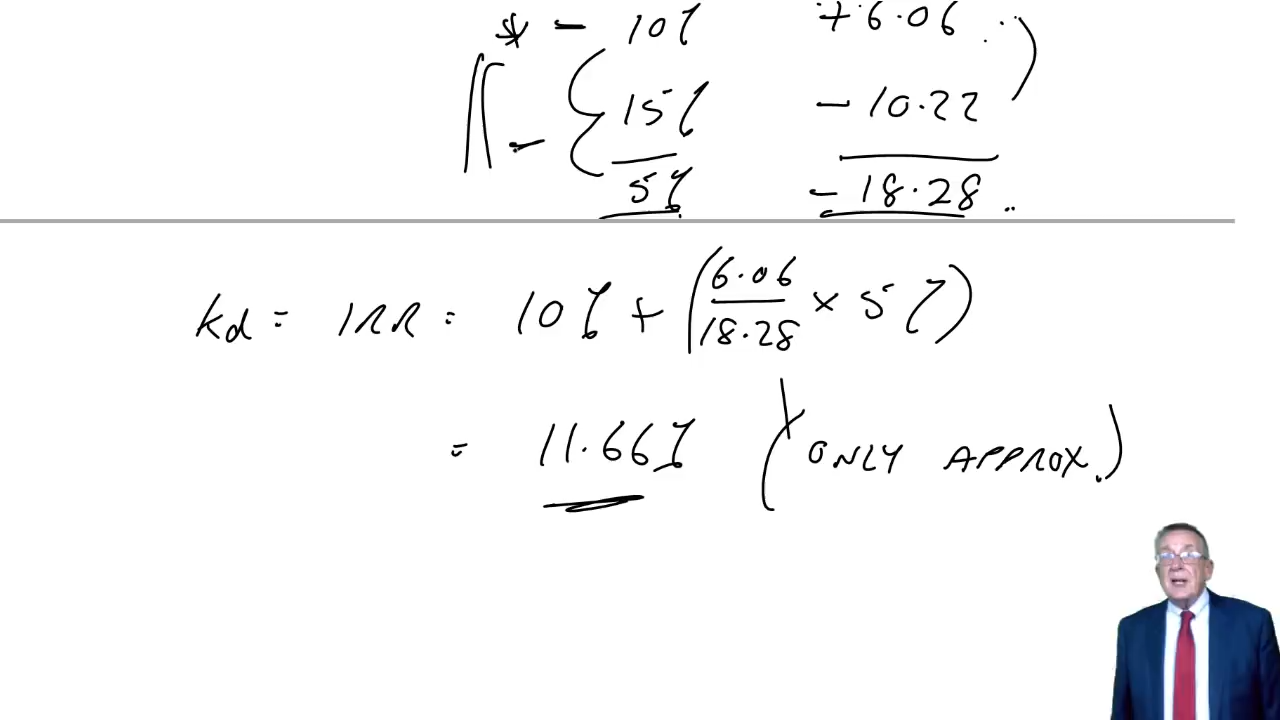 * - 10% +6.06
- 15% - 10.22
5% - 18.28
kd = IRR = 10% + (6.06/18.28 × 5%)
= 11.66% (ONLY APPROX.)